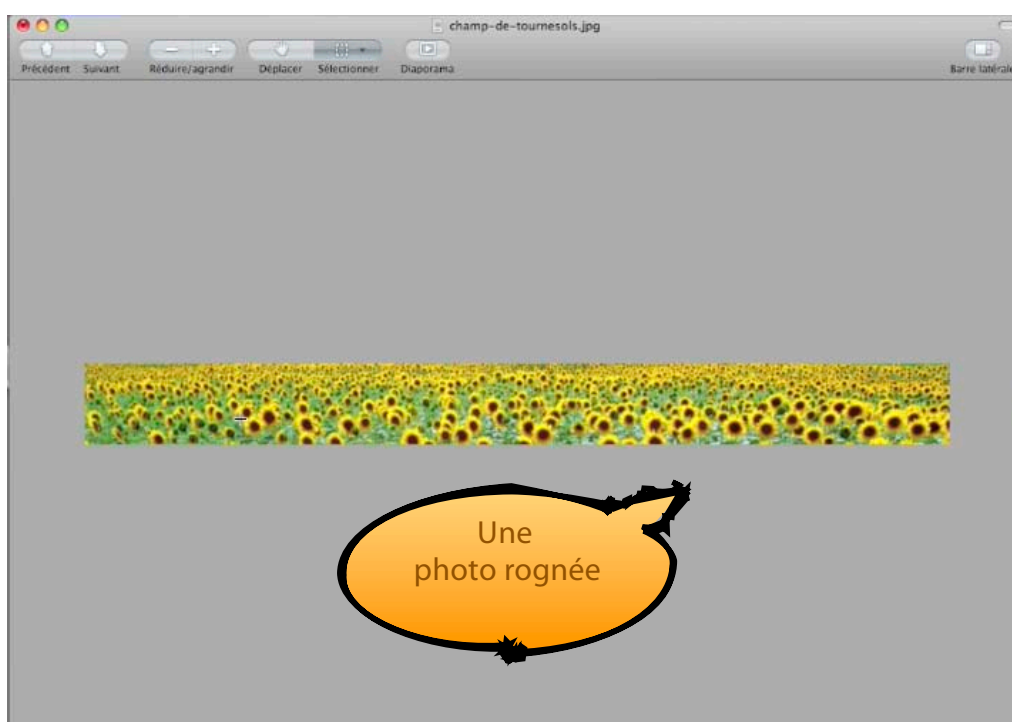 champ-de-tournesols.jpg
Précédent Suivant Réduire/agrandir Déplacer Sélectionner Diaporama Barre latérale
Une
photo rognée